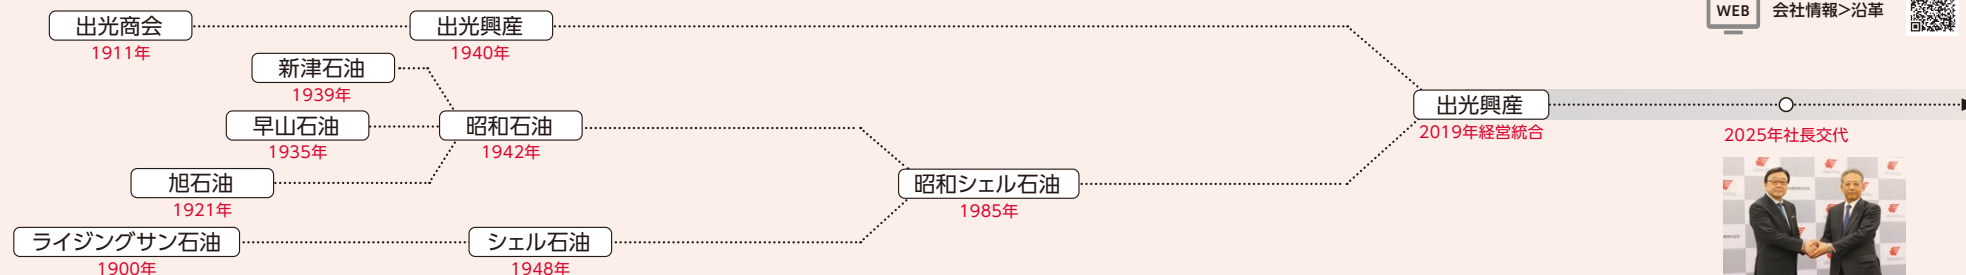 WEB
会社情報>沿革
出光商会
1911年
出光興産
1940年
新津石油
1939年
早山石油
1935年
昭和石油
1942年
旭石油
1921年
ライジングサン石油
1900年
シェル石油
1948年
昭和シェル石油
1985年
出光興産
2019年経営統合
2025年社長交代